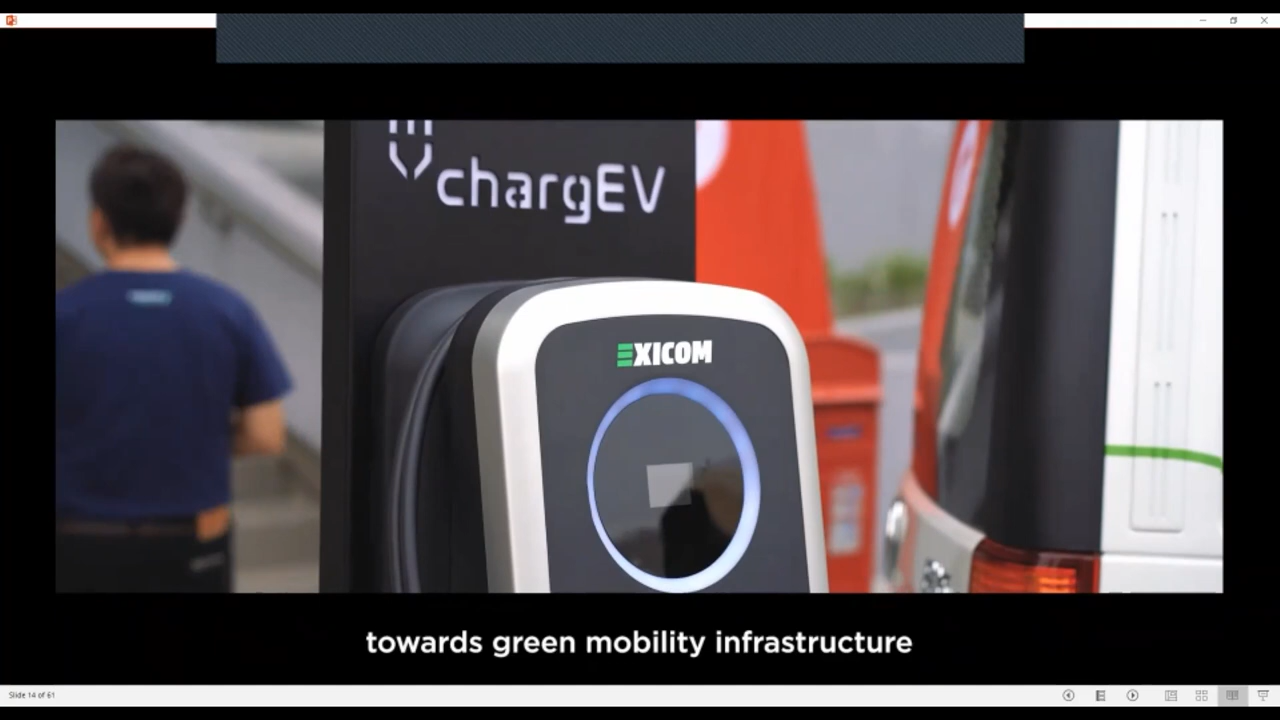 chargEV
EXICOM
towards green mobility infrastructure
Slide 14 of 61